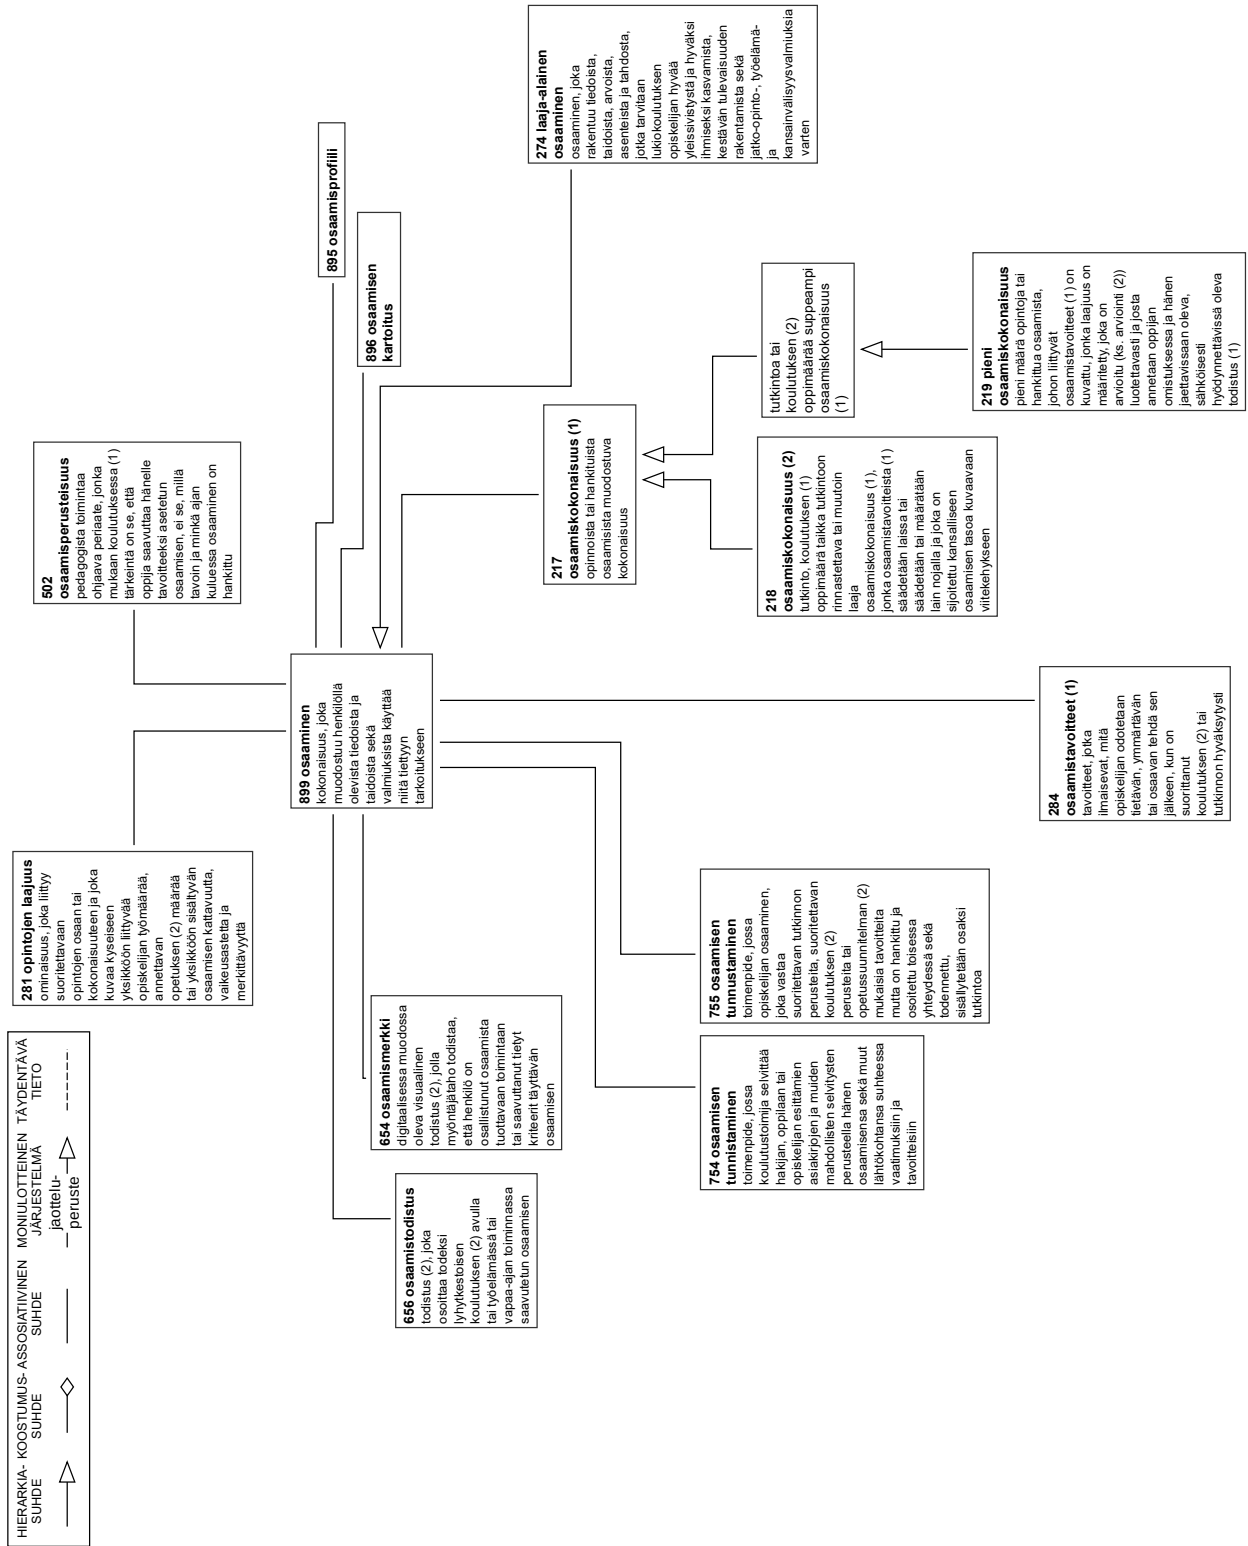 HIERARKIA-
SUHDE
KOOSTUMUS-
SUHDE
ASSOSIATIIVINEN
SUHDE
MONIULOTTEINEN
JÄRJESTELMÄ
jaottelu-
peruste
TÄYDENTÄVÄ
TIETO
281 opintojen laajuus
ominaisuus, joka liittyy
suoritettavaan
opintojen osaan tai
kokonaisuuteen ja joka
kuvaa kyseiseen
yksikköön liittyvää
opiskelijan työmäärää,
annettavan
opetuksen (2) määrää
tai yksikköön sisältyvän
osaamisen kattavuutta,
vaikeusastetta ja
merkittävyyttä
502
osaamisperusteisuus
pedagogista toimintaa
ohjaava periaate, jonka
mukaan koulutuksessa (1)
tärkeintä on se, että
oppija saavuttaa hänelle
tavoitteeksi asetetun
osaamisen, ei se, millä
tavoin ja minkä ajan
kuluessa osaaminen on
hankittu
899 osaaminen
kokonaisuus, joka
muodostuu henkilöllä
olevista tiedoista ja
taidoista sekä
valmiuksista käyttää
niitä tiettyyn
tarkoitukseen
895 osaamisprofiili
896 osaamisen
kartoitus
274 laaja-alainen
osaaminen
osaaminen, joka
rakentuu tiedoista,
taidoista, arvoista,
asenteista ja tahdosta,
jotka tarvitaan
lukiokoulutuksen
opiskelijan hyvää
yleissivistystä ja hyväksi
ihmiseksi kasvamista,
kestävän tulevaisuuden
rakentamista sekä
jatko-opinto-, työelämä-
ja
kansainvälisyysvalmiuksia
varten
656 osaamistodistus
todistus (2), joka
osoittaa todeksi
lyhytkestoisen
koulutuksen (2) avulla
tai työelämässä tai
vapaa-ajan toiminnassa
saavutetun osaamisen
654 osaamismerkki
digitaalisessa muodossa
oleva visuaalinen
todistus (2), jolla
myöntäjätaho todistaa,
että henkilö on
osallistunut osaamista
tuottavaan toimintaan
tai saavuttanut tietyt
kriteerit täyttävän
osaamisen
217
osaamiskokonaisuus (1)
opinnoista tai hankituista
osaamisista muodostuva
kokonaisuus
754 osaamisen
tunnistaminen
toimenpide, jossa
koulutustoimija selvittää
hakijan, oppilaan tai
opiskelijan esittämien
asiakirjojen ja muiden
mahdollisten selvitysten
perusteella hänen
osaamisensa sekä muut
lähtökohtansa suhteessa
vaatimuksiin ja
tavoitteisiin
755 osaamisen
tunnustaminen
toimenpide, jossa
opiskelijan osaaminen,
joka vastaa
suoritettavan tutkinnon
perusteita, suoritettavan
koulutuksen (2)
perusteita tai
opetussuunnitelman (2)
mukaisia tavoitteita
mutta on hankittu ja
osoitettu toisessa
yhteydessä sekä
todennettu,
sisällytetään osaksi
tutkintoa
218
osaamiskokonaisuus (2)
tutkinto, koulutuksen (1)
oppimäärä taikka tutkintoon
rinnastettava tai muutoin
laaja
osaamiskokonaisuus (1),
jonka osaamistavoitteista (1)
säädetään laissa tai
säädetään tai määrätään
lain nojalla ja joka on
sijoitettu kansalliseen
osaamisen tasoa kuvaavaan
viitekehykseen
tutkintoa tai
koulutuksen (2)
oppimäärää suppeampi
osaamiskokonaisuus
(1)
284
osaamistavoitteet (1)
tavoitteet, jotka
ilmaisevat, mitä
opiskelijan odotetaan
tietävän, ymmärtävän
tai osaavan tehdä sen
jälkeen, kun on
suorittanut
koulutuksen (2) tai
tutkinnon hyväksytysti
219 pieni
osaamiskokonaisuus
pieni määrä opintoja tai
hankittua osaamista,
johon liittyvät
osaamistavoitteet (1) on
kuvattu, jonka laajuus on
määritetty, joka on
arvioitu (ks. arviointi (2))
luotettavasti ja josta
annetaan oppijan
omistuksessa ja hänen
jaettavissaan oleva,
sähköisesti
hyödynnettävissä oleva
todistus (1)